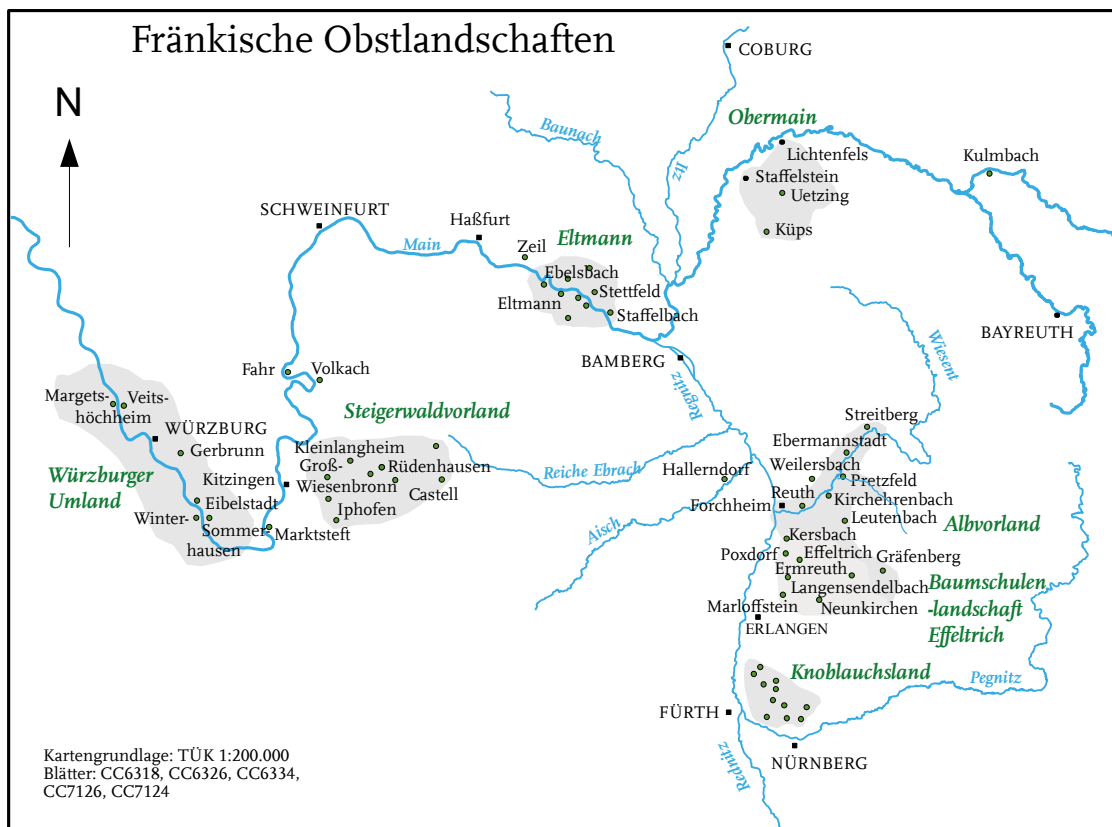 Fränkische Obstlandschaften
N
COBURG
Obermain
Baunach
Itz
Lichtenfels
Kulmbach
Staffelstein
Uetzing
SCHWEINFURT
Haßfurt
Küps
Main
Zeil
Eltmann
Ebelsbach
Stettfeld
Eltmann
Staffelbach
BAYREUTH
BAMBERG
Wiesent
Fahr
Volkach
Regnitz
Margets-
höchheim
Veits-
Steigerwaldvorland
Streitberg
WÜRZBURG
Ebermannstadt
Gerbrunn
Kleinlangheim
Groß-
Rüdenhausen
Reiche Ebrach
Hallerndorf
Weilersbach
Pretzfeld
Würzburger
Umland
Kitzingen
Wiesenbronn
Castell
Reuth
Kirchehrenbach
Eibelstadt
Iphofen
Forchheim
Leutenbach
Winter-
hausen
Sommer-
Marktsteft
Aisch
Albvorland
Kersbach
Poxdorf
Effeltrich
Gräfenberg
Ermreuth
Langensendelbach
Baumschulen
-landschaft
Effeltrich
Marloffstein
Neunkirchen
ERLANGEN
Knoblauchsland
Pegnitz
FÜRTH
NÜRNBERG
Rednitz
Kartengrundlage: TÜK 1:200.000
Blätter: CC6318, CC6326, CC6334,
CC7126, CC7124